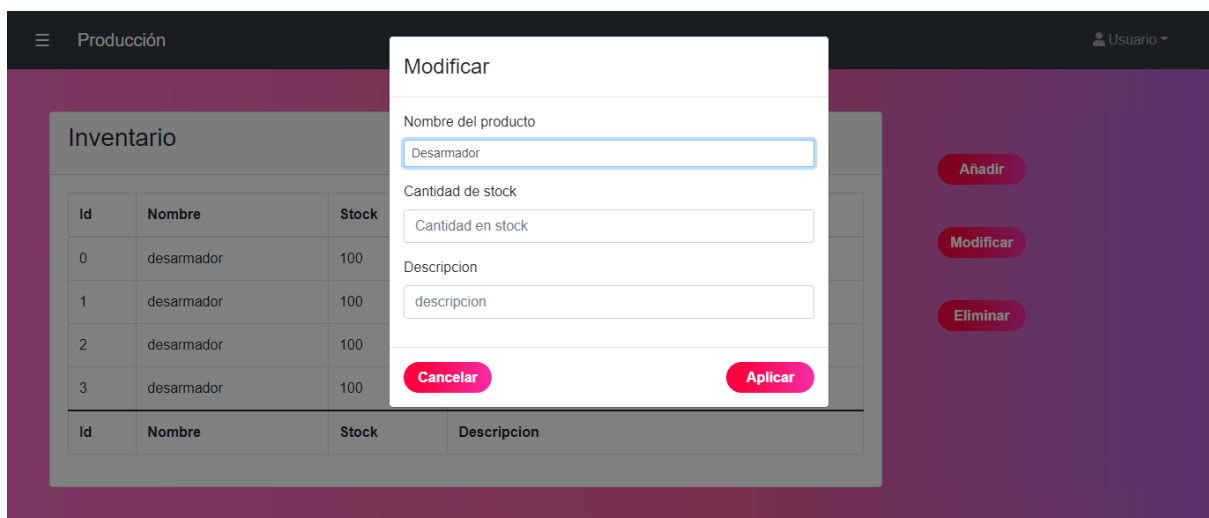 ☰ Producción
Usuario
Modificar
Nombre del producto
Desarmador
Cantidad de stock
Cantidad en stock
Descripcion
descripcion
Cancelar Aplicar
Inventario
Id Nombre Stock
0 desarmador 100
1 desarmador 100
2 desarmador 100
3 desarmador 100
Id Nombre Stock Descripcion
Añadir
Modificar
Eliminar